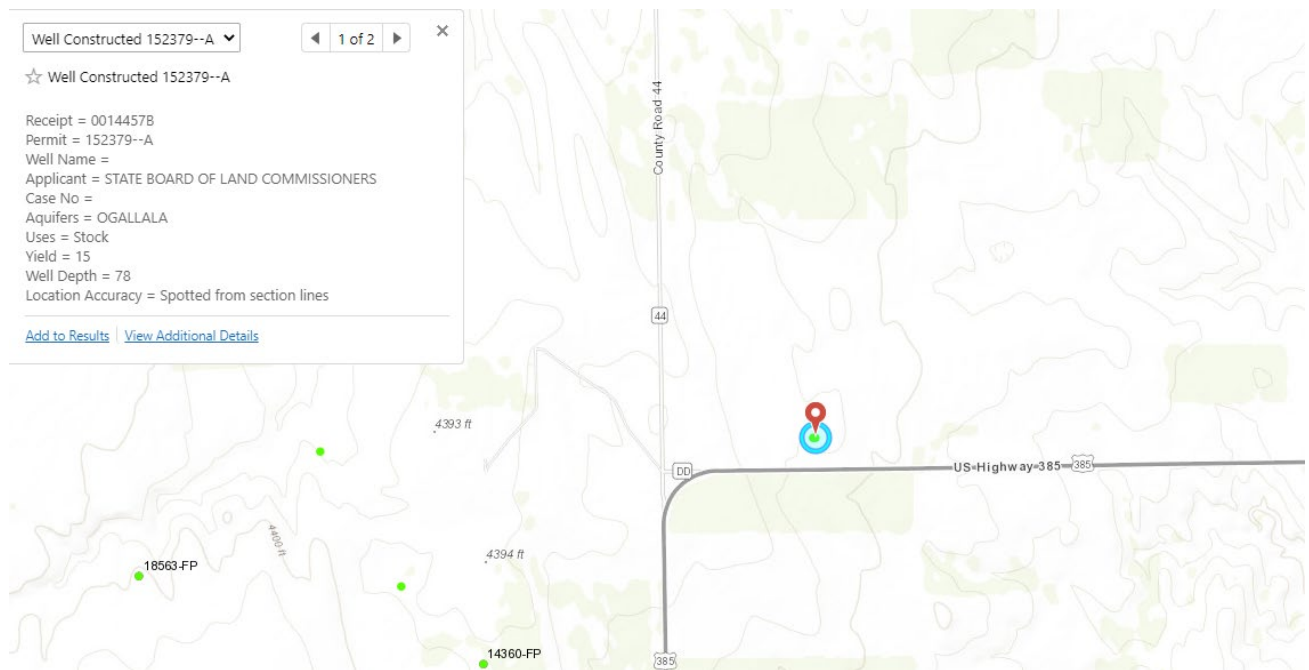 Well Constructed 152379--A
1 of 2
Well Constructed 152379--A
Receipt = 0014457B
Permit = 152379--A
Well Name =
Applicant = STATE BOARD OF LAND COMMISSIONERS
Case No =
Aquifers = OGALLALA
Uses = Stock
Yield = 15
Well Depth = 78
Location Accuracy = Spotted from section lines
Add to Results
View Additional Details
County Road 44
44
4393 ft
DD
US Highway 385
385
4400 ft
4394 ft
18563-FP
14360-FP
385